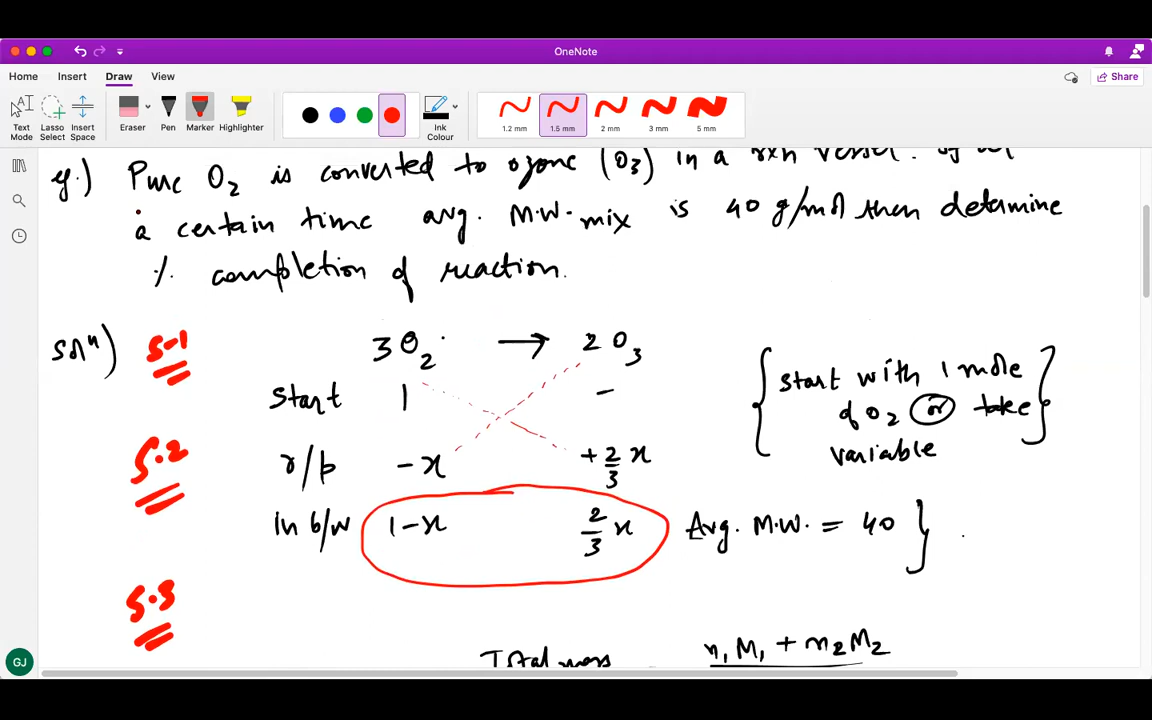 OneNote
Home Insert Draw View
Share
Text Mode
Lasso Select
Insert Space
Eraser
Pen
Marker
Highlighter
Ink Colour
1.2 mm
1.5 mm
2 mm
3 mm
5 mm
eg.) Pure O2 is converted to ozone (O3) in a rxn vessel. If at
a certain time avg. M.W. mix is 40 g/mol then determine
% completion of reaction.
Soln) S-1 3O2 → 2O3
start 1 –
{start with 1 mole
of O2 or take
variable}
S.2 r/p -x +2/3 x
in b/w 1-x 2/3 x Avg. M.W. = 40 }
S.3
Total mass n1M1 + n2M2
GJ